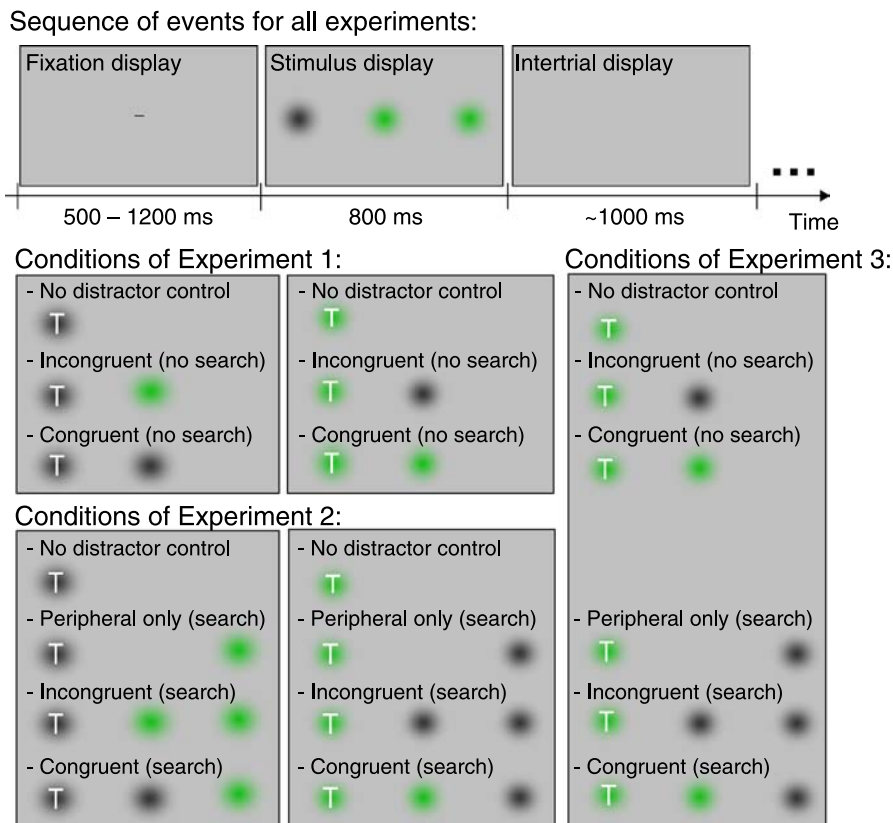 Sequence of events for all experiments:
Fixation display
Stimulus display
Intertrial display
500 – 1200 ms
800 ms
~1000 ms
Time
Conditions of Experiment 1:
- No distractor control
T
- Incongruent (no search)
T
- Congruent (no search)
T
- No distractor control
T
- Incongruent (no search)
T
- Congruent (no search)
T
Conditions of Experiment 2:
- No distractor control
T
- Peripheral only (search)
T
- Incongruent (search)
T
- Congruent (search)
T
- No distractor control
T
- Peripheral only (search)
T
- Incongruent (search)
T
- Congruent (search)
T
Conditions of Experiment 3:
- No distractor control
T
- Incongruent (no search)
T
- Congruent (no search)
T
- Peripheral only (search)
T
- Incongruent (search)
T
- Congruent (search)
T